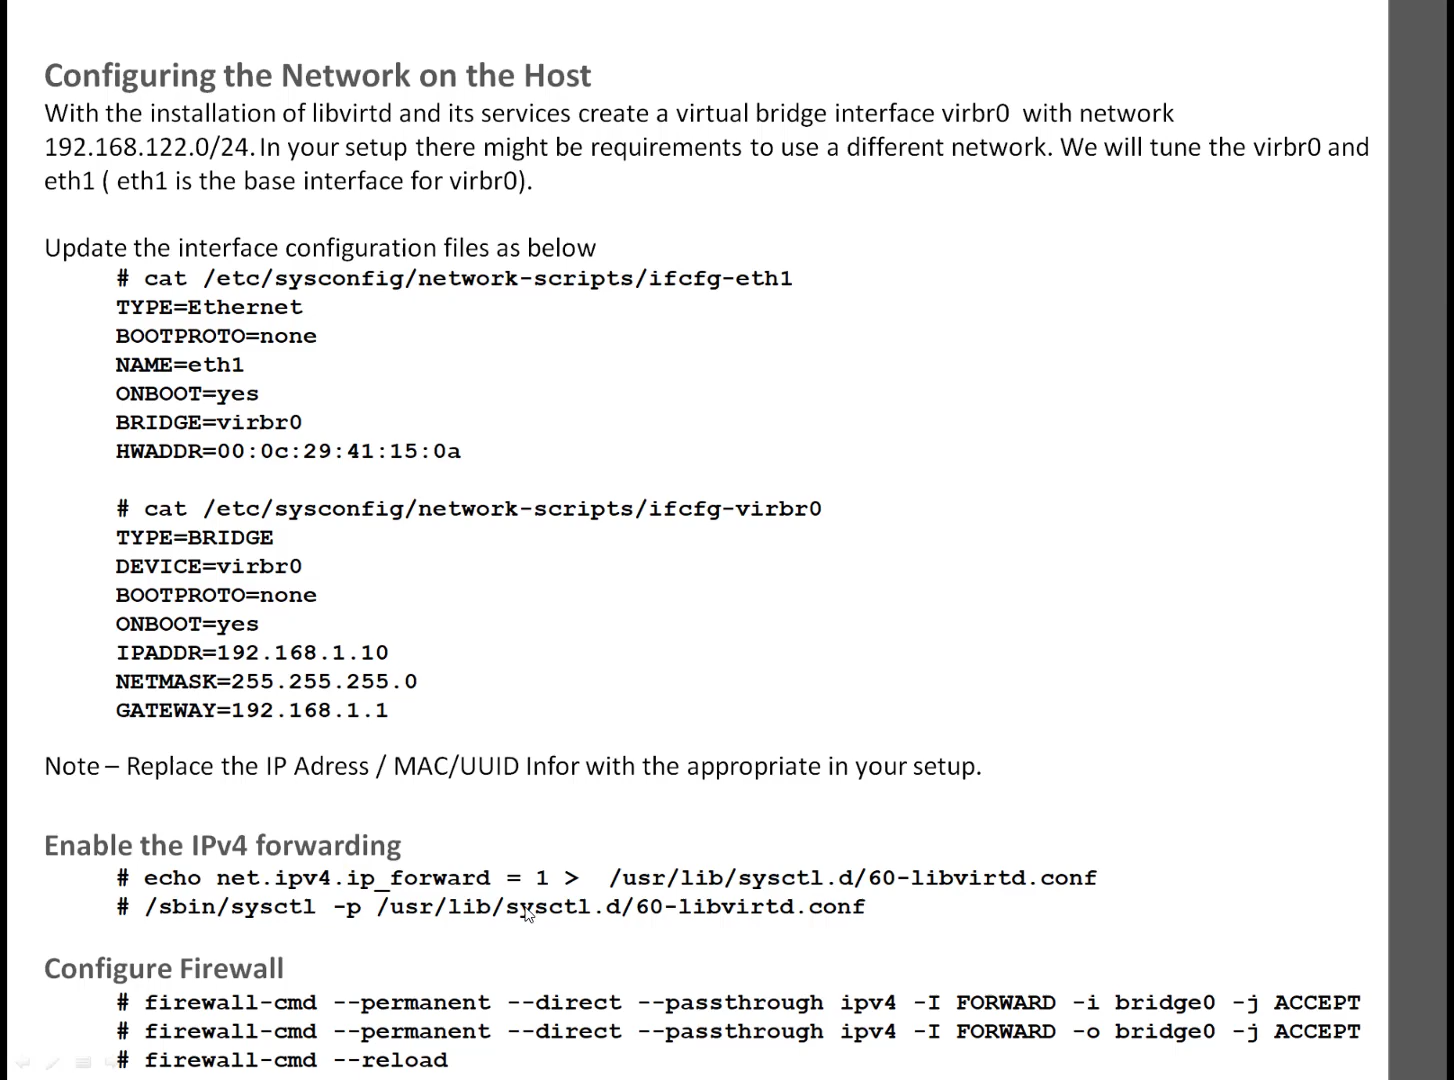 Configuring the Network on the Host
With the installation of libvirtd and its services create a virtual bridge interface virbr0 with network
192.168.122.0/24. In your setup there might be requirements to use a different network. We will tune the virbr0 and
eth1 ( eth1 is the base interface for virbr0).
Update the interface configuration files as below
# cat /etc/sysconfig/network-scripts/ifcfg-eth1
TYPE=Ethernet
BOOTPROTO=none
NAME=eth1
ONBOOT=yes
BRIDGE=virbr0
HWADDR=00:0c:29:41:15:0a
# cat /etc/sysconfig/network-scripts/ifcfg-virbr0
TYPE=BRIDGE
DEVICE=virbr0
BOOTPROTO=none
ONBOOT=yes
IPADDR=192.168.1.10
NETMASK=255.255.255.0
GATEWAY=192.168.1.1
Note – Replace the IP Adress / MAC/UUID Infor with the appropriate in your setup.
Enable the IPv4 forwarding
# echo net.ipv4.ip_forward = 1 > /usr/lib/sysctl.d/60-libvirtd.conf
# /sbin/sysctl -p /usr/lib/sysctl.d/60-libvirtd.conf
Configure Firewall
# firewall-cmd --permanent --direct --passthrough ipv4 -I FORWARD -i bridge0 -j ACCEPT
# firewall-cmd --permanent --direct --passthrough ipv4 -I FORWARD -o bridge0 -j ACCEPT
# firewall-cmd --reload